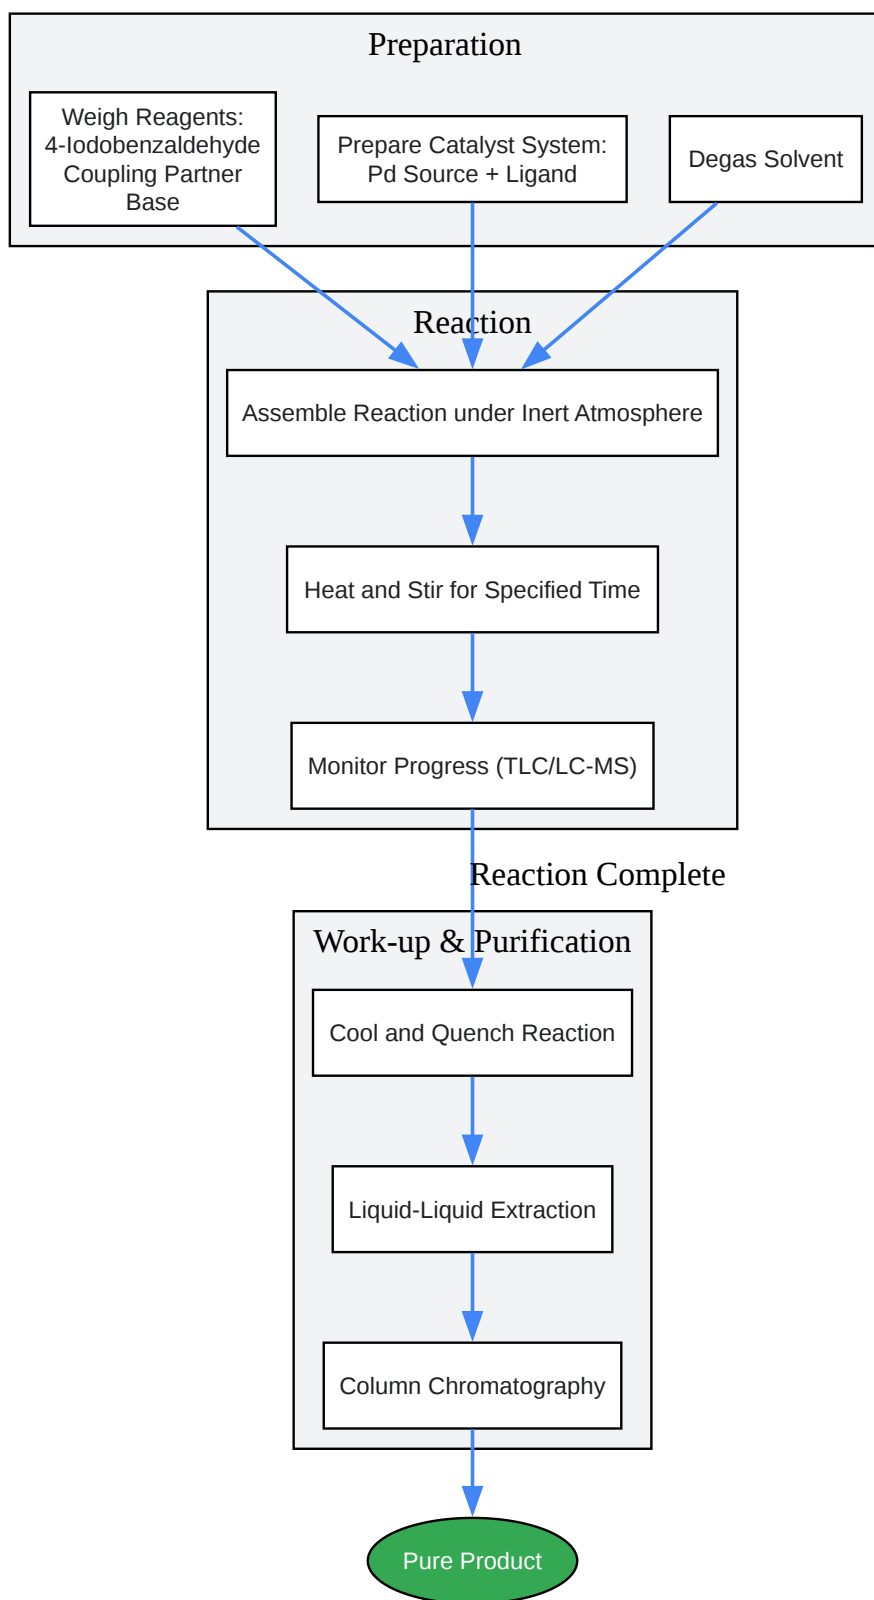 Preparation
Weigh Reagents:
4-Iodobenzaldehyde
Coupling Partner
Base
Prepare Catalyst System:
Pd Source + Ligand
Degas Solvent
Reaction
Assemble Reaction under Inert Atmosphere
Heat and Stir for Specified Time
Monitor Progress (TLC/LC-MS)
Reaction Complete
Work-up & Purification
Cool and Quench Reaction
Liquid-Liquid Extraction
Column Chromatography
Pure Product